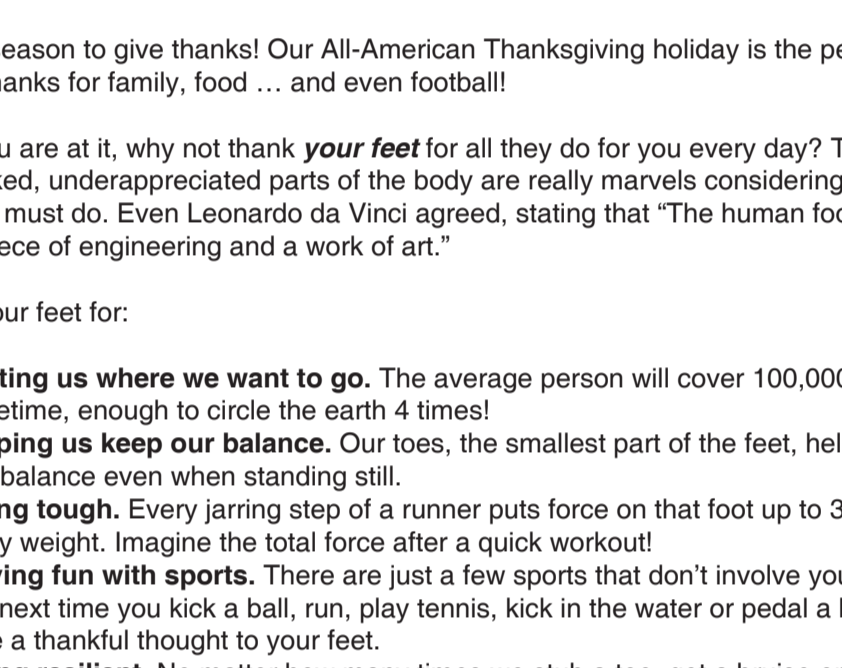 eason to give thanks! Our All-American Thanksgiving holiday is the pe
anks for family, food … and even football!
u are at it, why not thank your feet for all they do for you every day? T
ked, underappreciated parts of the body are really marvels considering
must do. Even Leonardo da Vinci agreed, stating that “The human foo
ece of engineering and a work of art.”
our feet for:
ting us where we want to go. The average person will cover 100,000
etime, enough to circle the earth 4 times!
ping us keep our balance. Our toes, the smallest part of the feet, hel
balance even when standing still.
ng tough. Every jarring step of a runner puts force on that foot up to 3
y weight. Imagine the total force after a quick workout!
ving fun with sports. There are just a few sports that don’t involve you
next time you kick a ball, run, play tennis, kick in the water or pedal a
e a thankful thought to your feet.